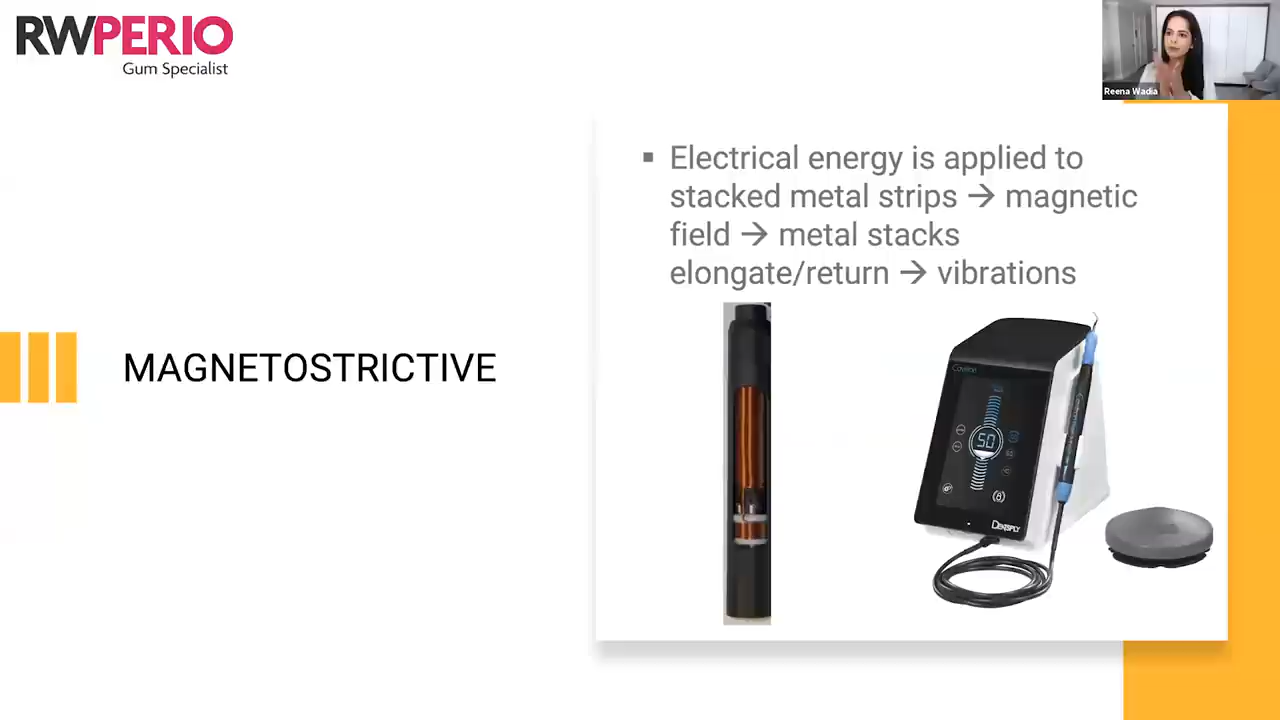 RWPERIO
Gum Specialist
Reena Wadia
▪ Electrical energy is applied to
stacked metal strips → magnetic
field → metal stacks
elongate/return → vibrations
MAGNETOSTRICTIVE
Cavitron
50
DENTSPLY